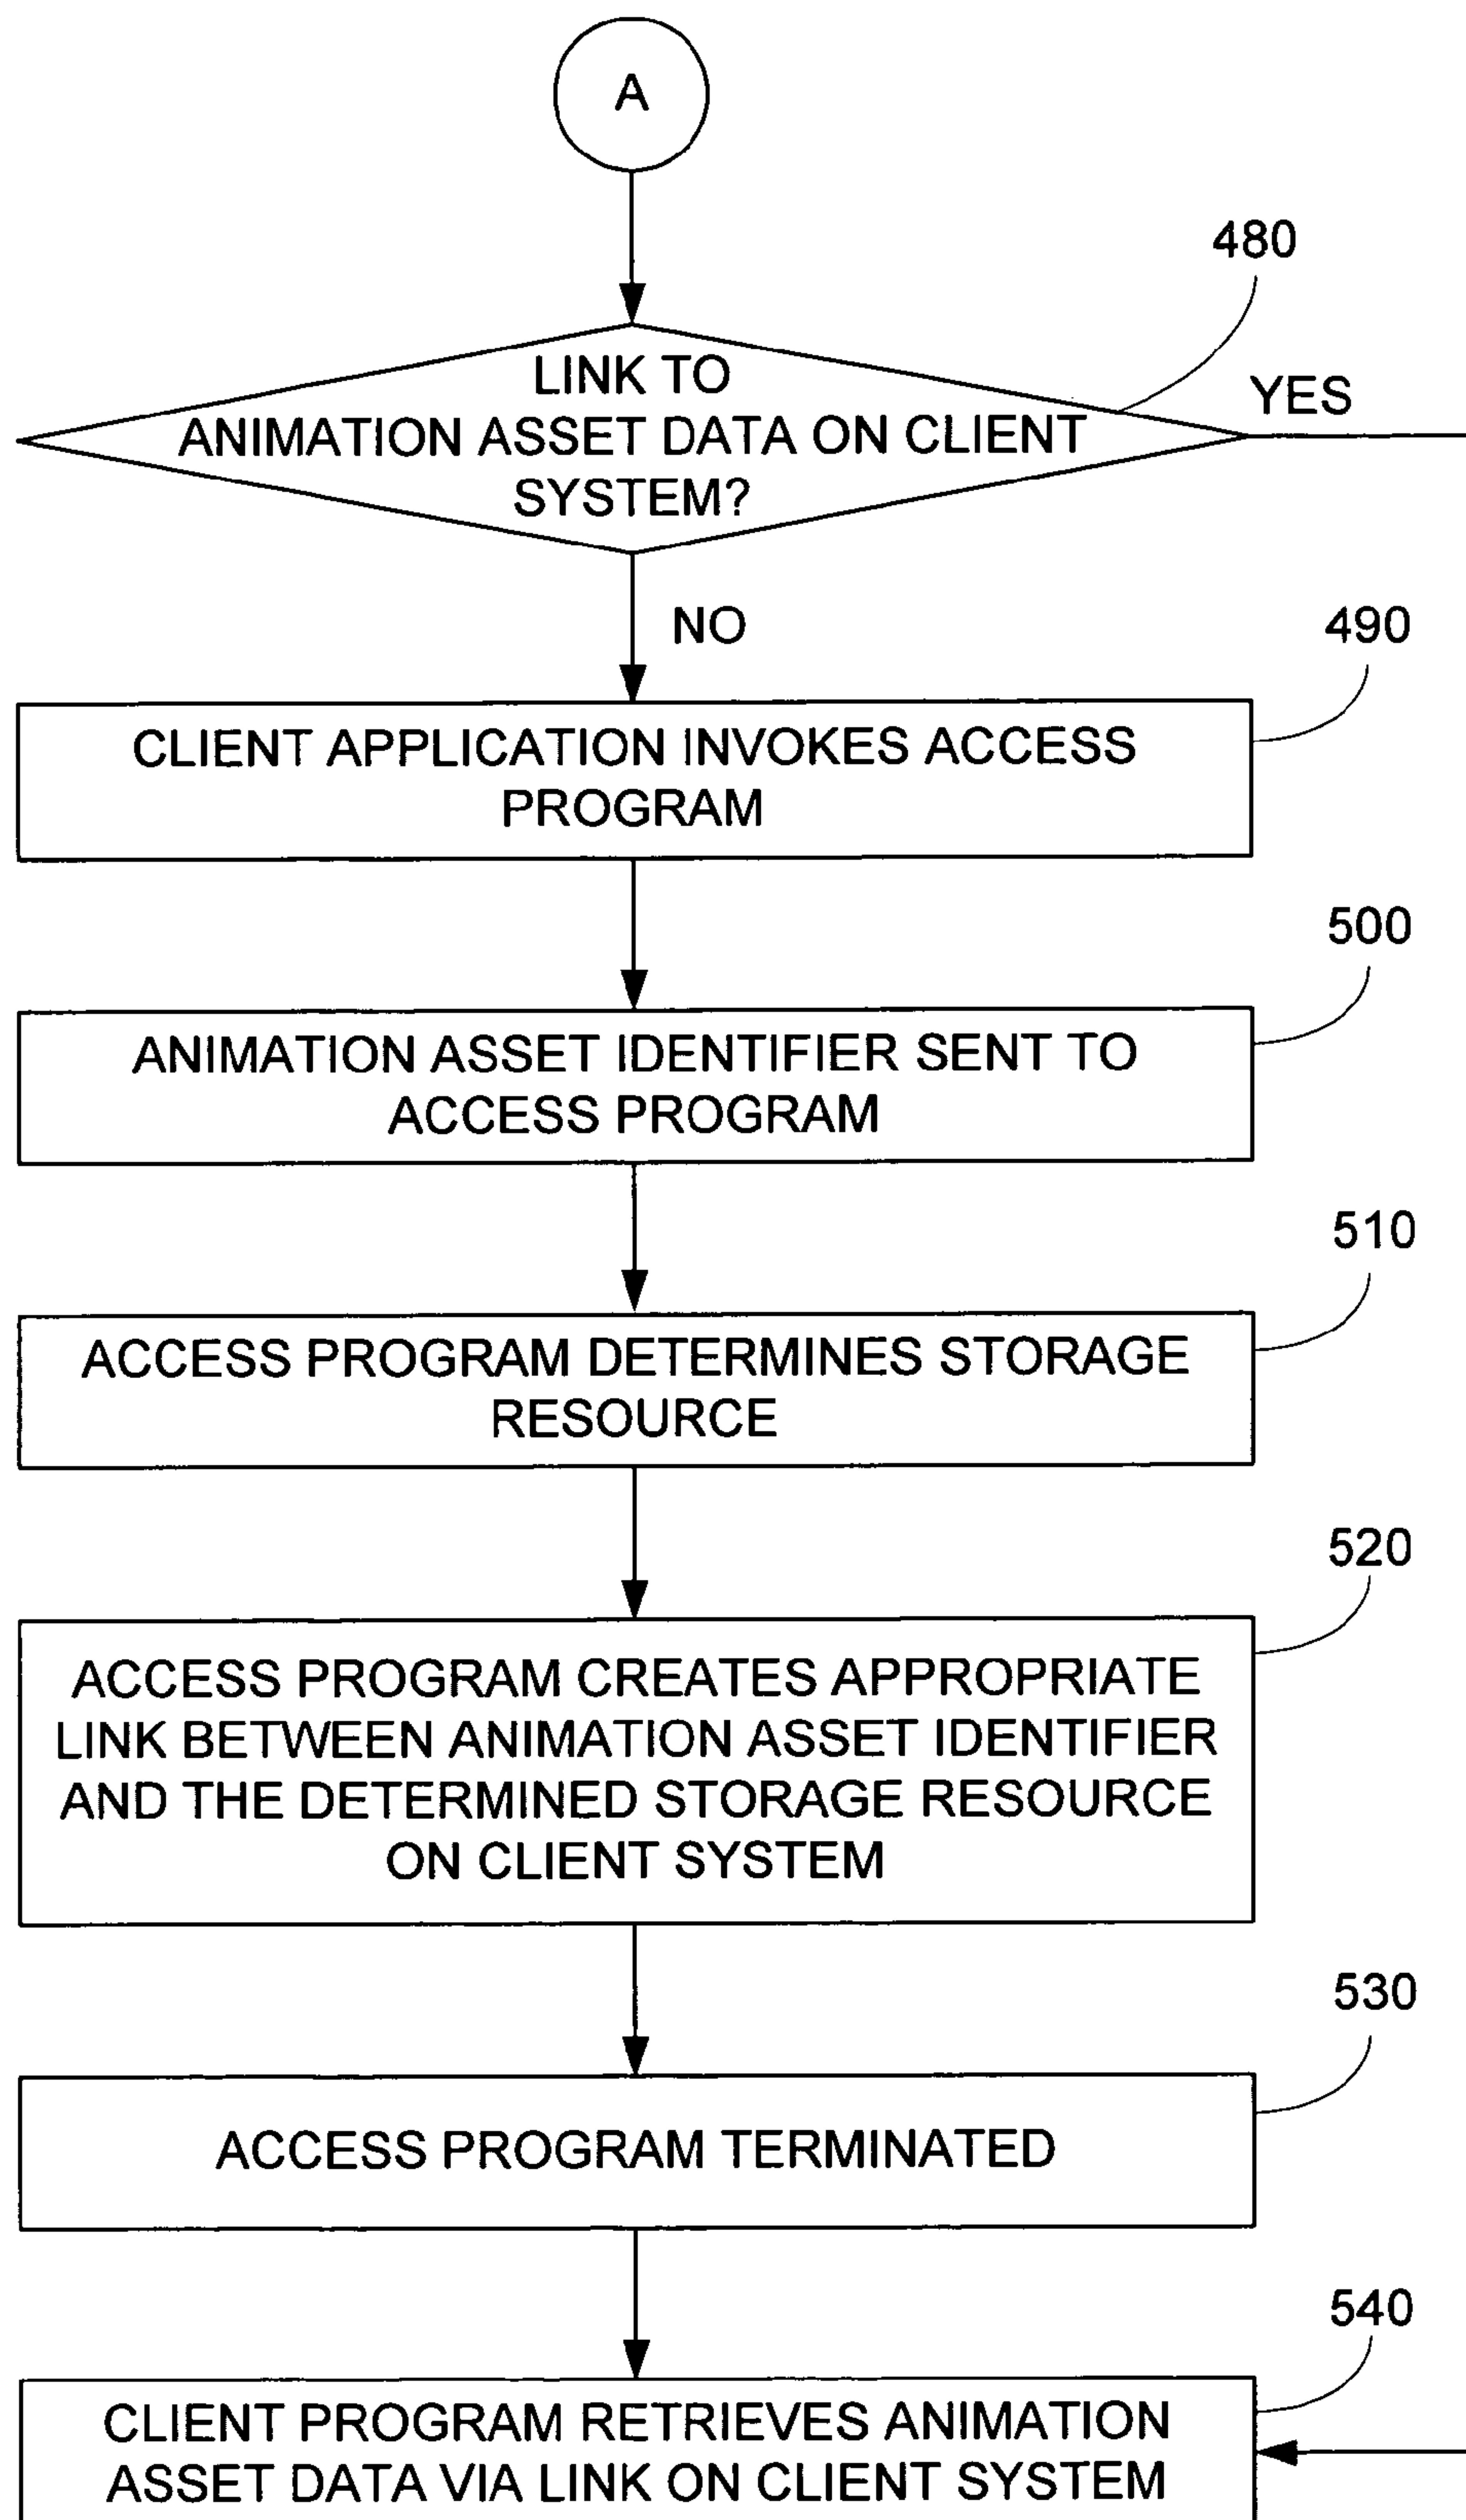 A
480
LINK TO
ANIMATION ASSET DATA ON CLIENT
SYSTEM?
YES
NO
490
CLIENT APPLICATION INVOKES ACCESS
PROGRAM
500
ANIMATION ASSET IDENTIFIER SENT TO
ACCESS PROGRAM
510
ACCESS PROGRAM DETERMINES STORAGE
RESOURCE
520
ACCESS PROGRAM CREATES APPROPRIATE
LINK BETWEEN ANIMATION ASSET IDENTIFIER
AND THE DETERMINED STORAGE RESOURCE
ON CLIENT SYSTEM
530
ACCESS PROGRAM TERMINATED
540
CLIENT PROGRAM RETRIEVES ANIMATION
ASSET DATA VIA LINK ON CLIENT SYSTEM